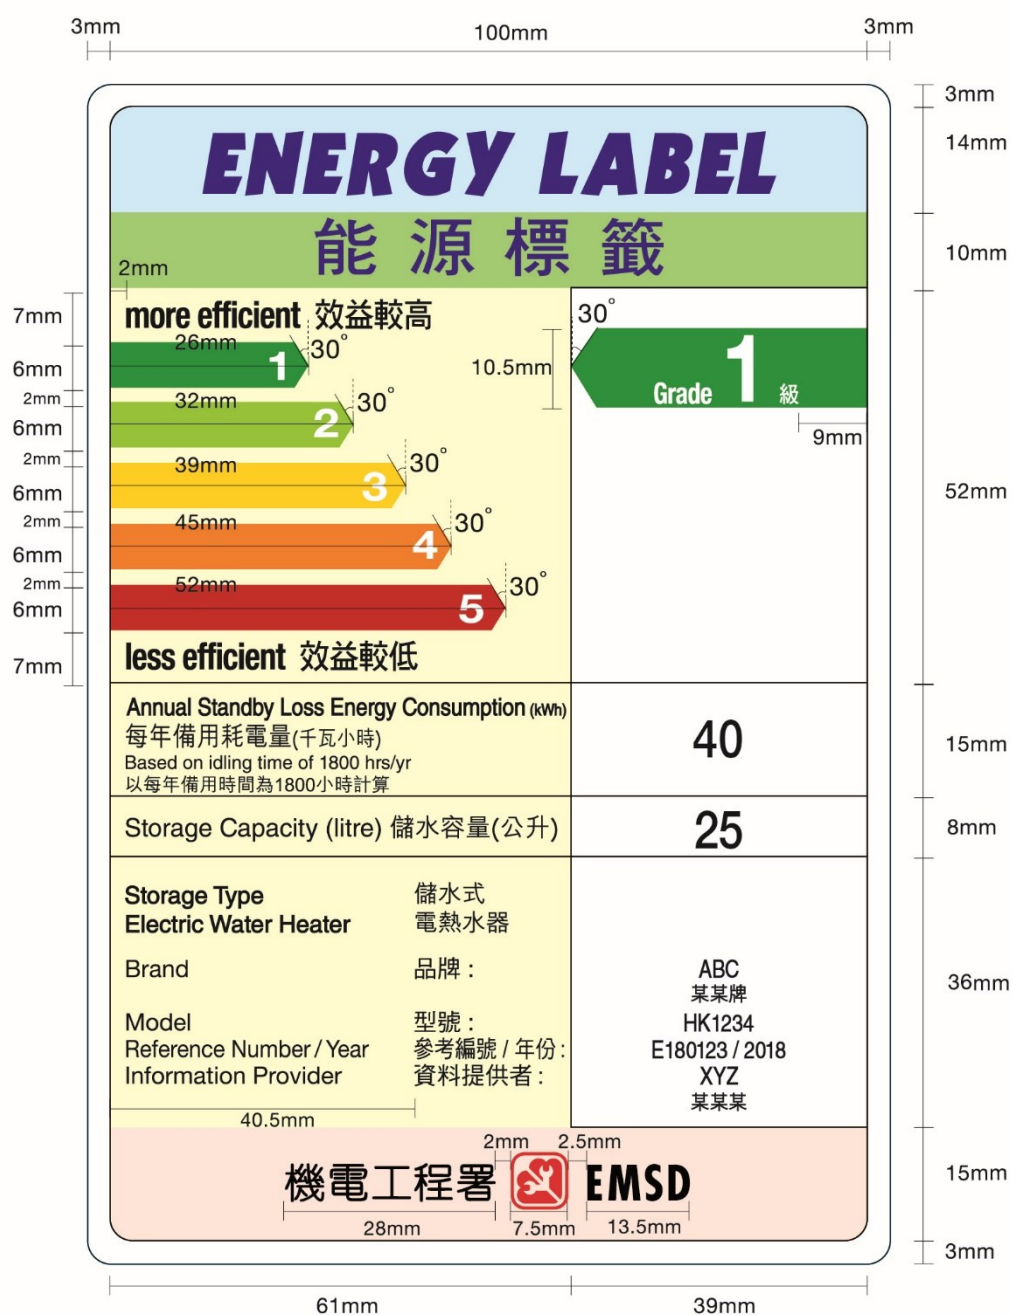 3mm 100mm 3mm
3mm
ENERGY LABEL
14mm
能源標籤
10mm
2mm
7mm
more efficient 效益較高
30°
26mm
1
30°
6mm
10.5mm
Grade 1 級
9mm
2mm
32mm
2
30°
6mm
2mm
39mm
3
30°
6mm
52mm
2mm
45mm
4
30°
6mm
2mm
52mm
5
30°
6mm
less efficient 效益較低
7mm
Annual Standby Loss Energy Consumption (kWh)
每年備用耗電量(千瓦小時)
Based on idling time of 1800 hrs/yr
以每年備用時間為1800小時計算
40
15mm
Storage Capacity (litre) 儲水容量(公升) 25
8mm
Storage Type 儲水式
Electric Water Heater 電熱水器
Brand 品牌 : ABC
某某牌
36mm
Model 型號 : HK1234
Reference Number / Year 參考編號 / 年份 : E180123 / 2018
Information Provider 資料提供者 : XYZ
某某某
40.5mm
2mm 2.5mm
機電工程署 EMSD
15mm
28mm 7.5mm 13.5mm
3mm
61mm 39mm